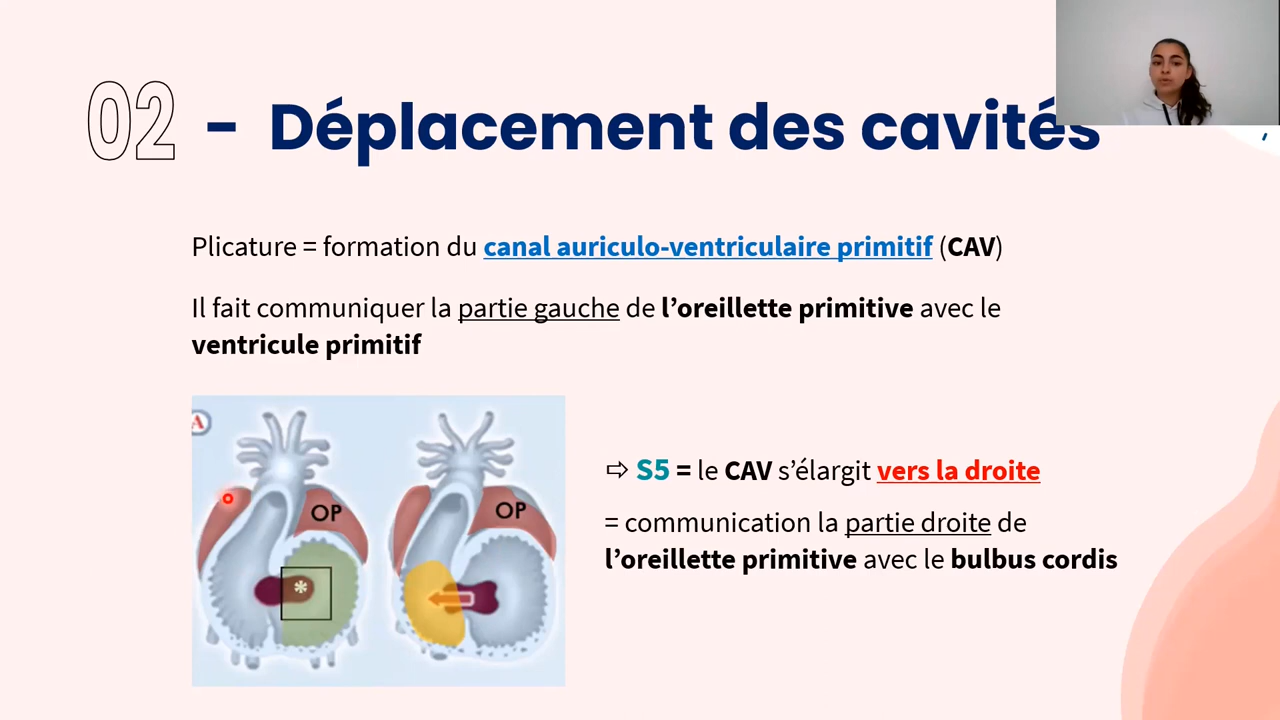 02 - Déplacement des cavités
Plicature = formation du canal auriculo-ventriculaire primitif (CAV)
Il fait communiquer la partie gauche de l’oreillette primitive avec le
ventricule primitif
A
OP
OP
*
⇨ S5 = le CAV s’élargit vers la droite
= communication la partie droite de
l’oreillette primitive avec le bulbus cordis